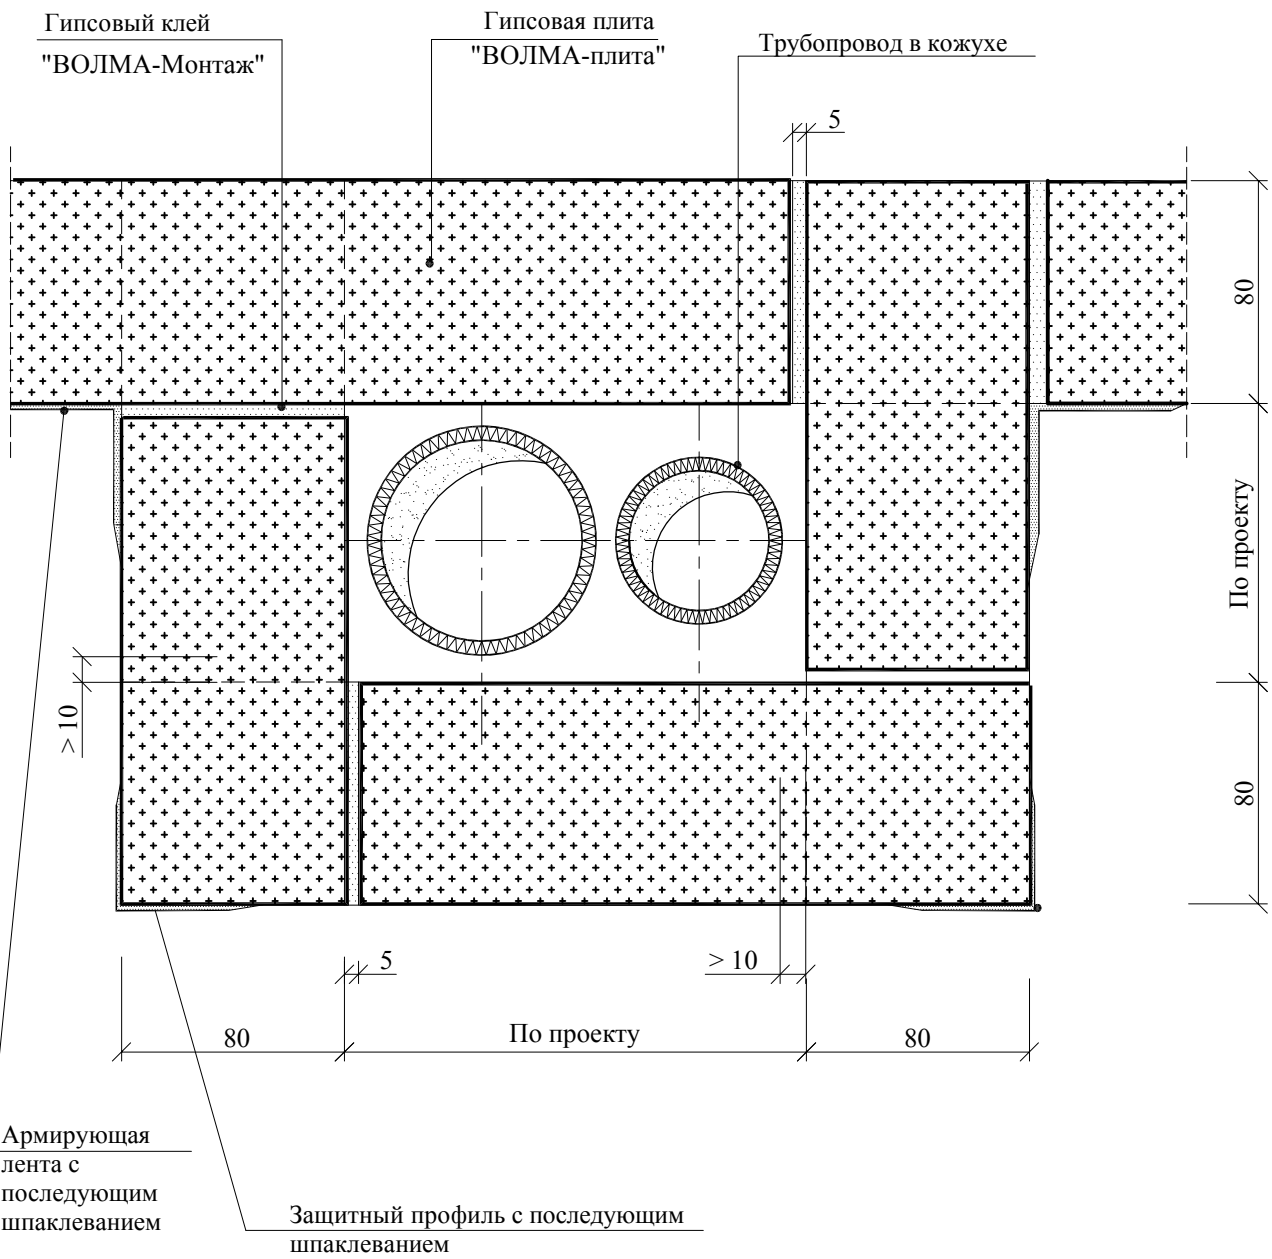 Гипсовый клей
"ВОЛМА-Монтаж"
Гипсовая плита
"ВОЛМА-плита"
Трубопровод в кожухе
5
80
По проекту
80
> 10
5
> 10
80
По проекту
80
Армирующая
лента с
последующим
шпаклеванием
Защитный профиль с последующим
шпаклеванием